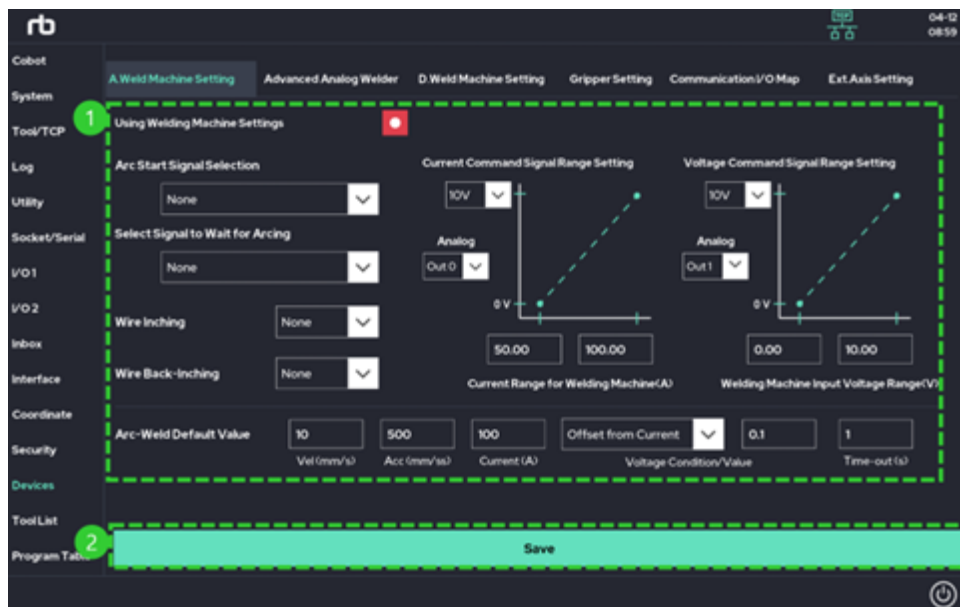 rb
TCP
04-12
08:59
Cobot
System
Tool/TCP
Log
Utility
Socket/Serial
I/O 1
I/O 2
Inbox
Interface
Coordinate
Security
Devices
Tool List
Program Table
A.Weld Machine Setting
Advanced Analog Welder
D.Weld Machine Setting
Gripper Setting
Communication I/O Map
Ext.Axis Setting
1
Using Welding Machine Settings
Arc Start Signal Selection
None
Select Signal to Wait for Arcing
None
Wire Inching
None
Wire Back-Inching
None
Current Command Signal Range Setting
10V
Analog
Out 0
0 V
50.00
100.00
Current Range for Welding Machine(A)
Voltage Command Signal Range Setting
10V
Analog
Out 1
0 V
0.00
10.00
Welding Machine Input Voltage Range(V)
Arc-Weld Default Value
10
500
100
Offset from Current
0.1
1
Vel (mm/s)
Acc (mm/ss)
Current (A)
Voltage Condition/Value
Time-out (s)
2
Save